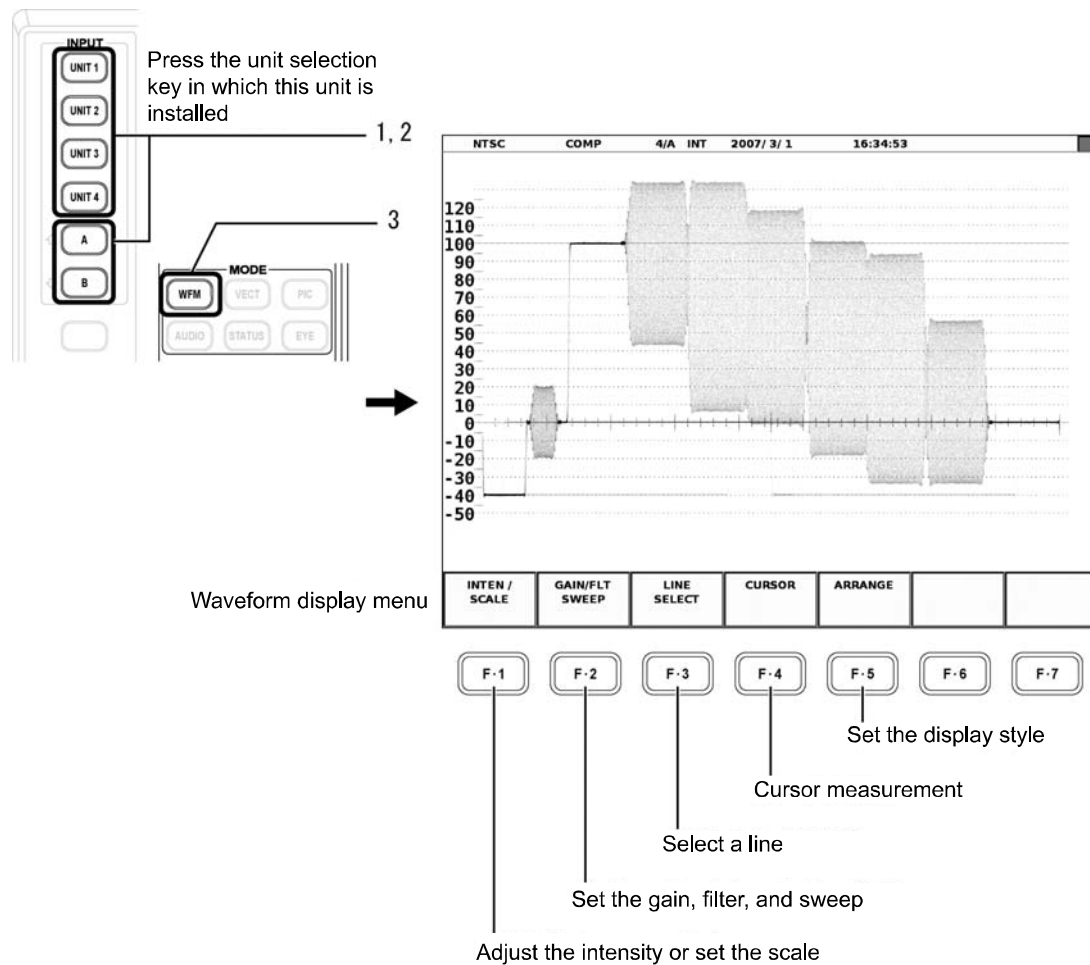 INPUT
UNIT 1
UNIT 2
UNIT 3
UNIT 4
A
B
Press the unit selection
key in which this unit is
installed
1, 2
3
MODE
WFM VECT PIC
AUDIO STATUS EYE
NTSC COMP 4/A INT 2007/ 3/ 1 16:34:53
120
110
100
90
80
70
60
50
40
30
20
10
0
-10
-20
-30
-40
-50
Waveform display menu
INTEN /
SCALE
GAIN/FLT
SWEEP
LINE
SELECT
CURSOR
ARRANGE
F·1 F·2 F·3 F·4 F·5 F·6 F·7
Set the display style
Cursor measurement
Select a line
Set the gain, filter, and sweep
Adjust the intensity or set the scale